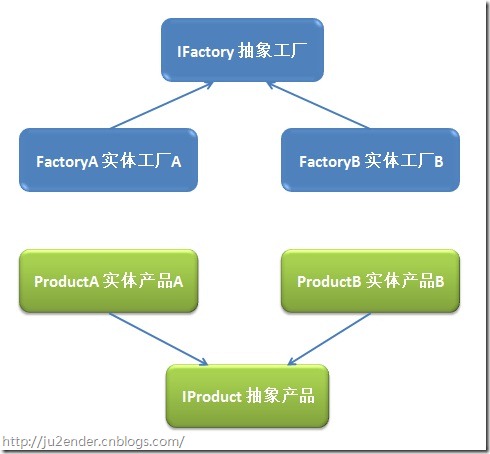 IFactory 抽象工厂
FactoryA 实体工厂A
FactoryB 实体工厂B
ProductA 实体产品A
ProductB 实体产品B
IProduct 抽象产品
http://ju2ender.cnblogs.com/